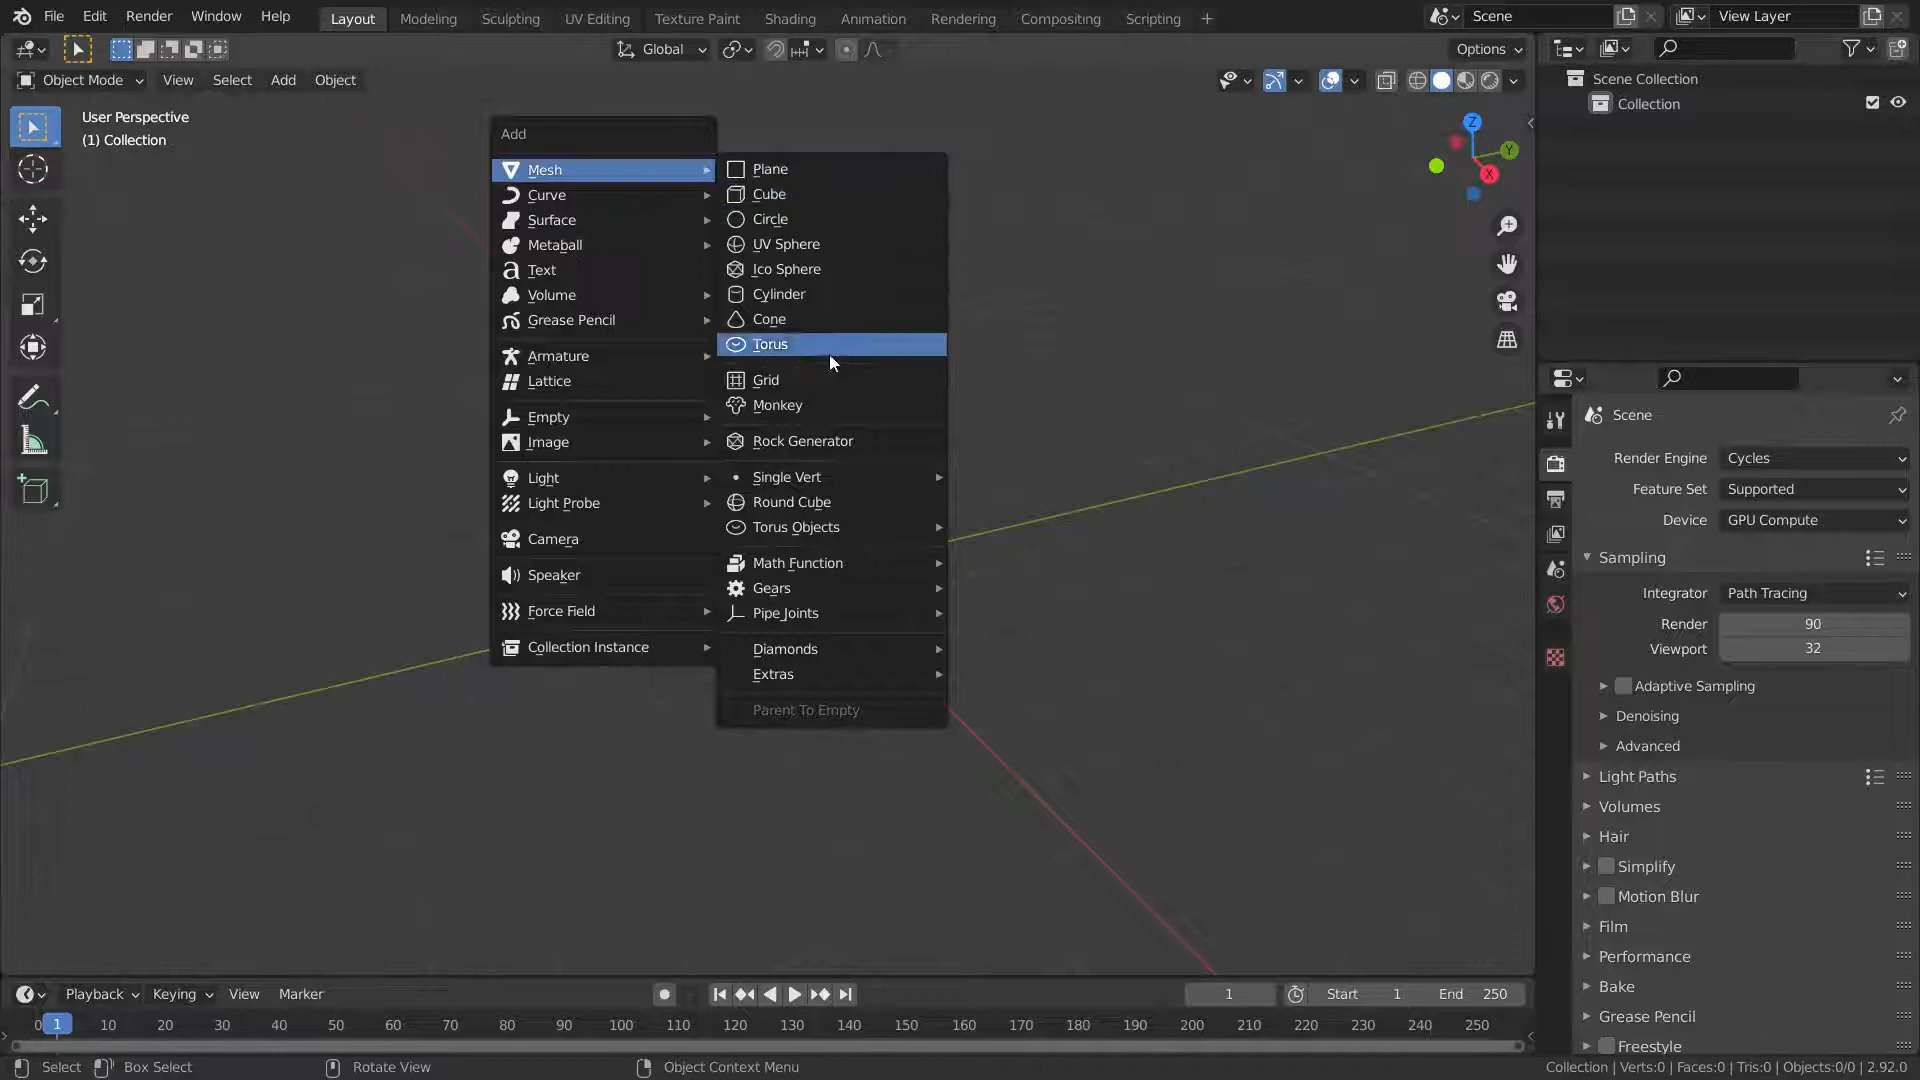 File Edit Render Window Help Layout Modeling Sculpting UV Editing Texture Paint Shading Animation Rendering Compositing Scripting + Scene View Layer
Global Options
Object Mode View Select Add Object
User Perspective
(1) Collection
Add
Mesh
Curve
Surface
Metaball
Text
Volume
Grease Pencil
Armature
Lattice
Empty
Image
Light
Light Probe
Camera
Speaker
Force Field
Collection Instance
Plane
Cube
Circle
UV Sphere
Ico Sphere
Cylinder
Cone
Torus
Grid
Monkey
Rock Generator
Single Vert
Round Cube
Torus Objects
Math Function
Gears
Pipe Joints
Diamonds
Extras
Parent To Empty
Z
Y
X
Scene Collection
Collection
Scene
Render Engine Cycles
Feature Set Supported
Device GPU Compute
Sampling
Integrator Path Tracing
Render 90
Viewport 32
Adaptive Sampling
Denoising
Advanced
Light Paths
Volumes
Hair
Simplify
Motion Blur
Film
Performance
Bake
Grease Pencil
Freestyle
Playback Keying View Marker 1 Start 1 End 250
0 1 10 20 30 40 50 60 70 80 90 100 110 120 130 140 150 160 170 180 190 200 210 220 230 240 250
Select Box Select Rotate View Object Context Menu Collection | Verts:0 | Faces:0 | Tris:0 | Objects:0/0 | 2.92.0